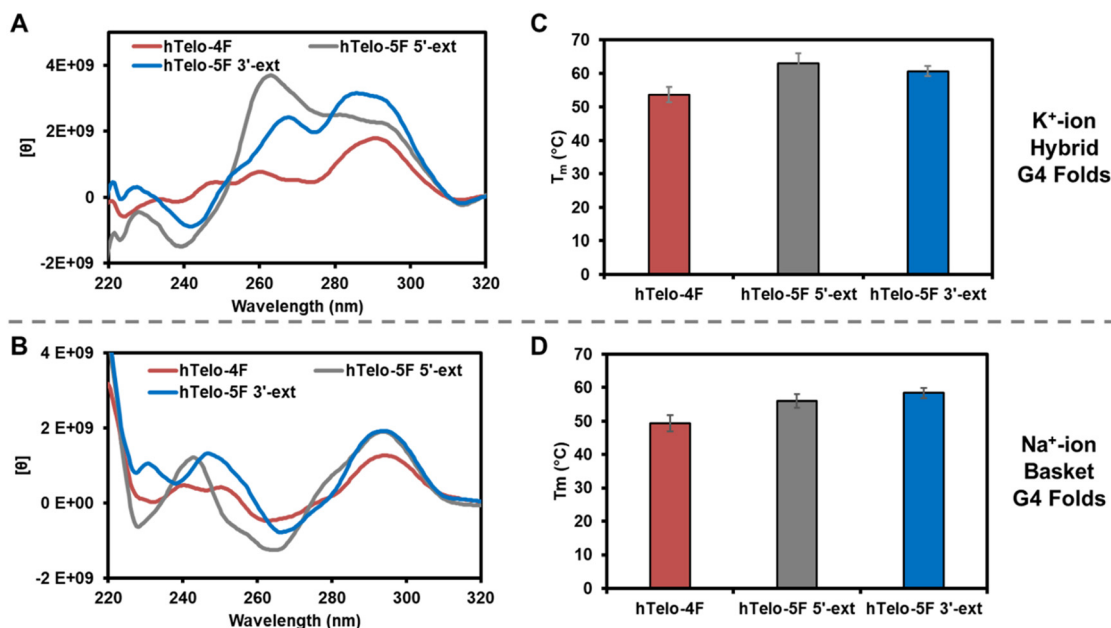 A
4E+09
2E+09
0
-2E+09
[θ]
hTelo-4F
hTelo-5F 5'-ext
hTelo-5F 3'-ext
220 240 260 280 300 320
Wavelength (nm)
C
70
60
50
40
30
20
10
0
Tm (°C)
hTelo-4F hTelo-5F 5'-ext hTelo-5F 3'-ext
K+-ion
Hybrid
G4 Folds
B
4 E+09
2 E+09
0 E+00
-2 E+09
[θ]
hTelo-4F
hTelo-5F 5'-ext
hTelo-5F 3'-ext
220 240 260 280 300 320
Wavelength (nm)
D
70
60
50
40
30
20
10
0
Tm (°C)
hTelo-4F hTelo-5F 5'-ext hTelo-5F 3'-ext
Na+-ion
Basket
G4 Folds